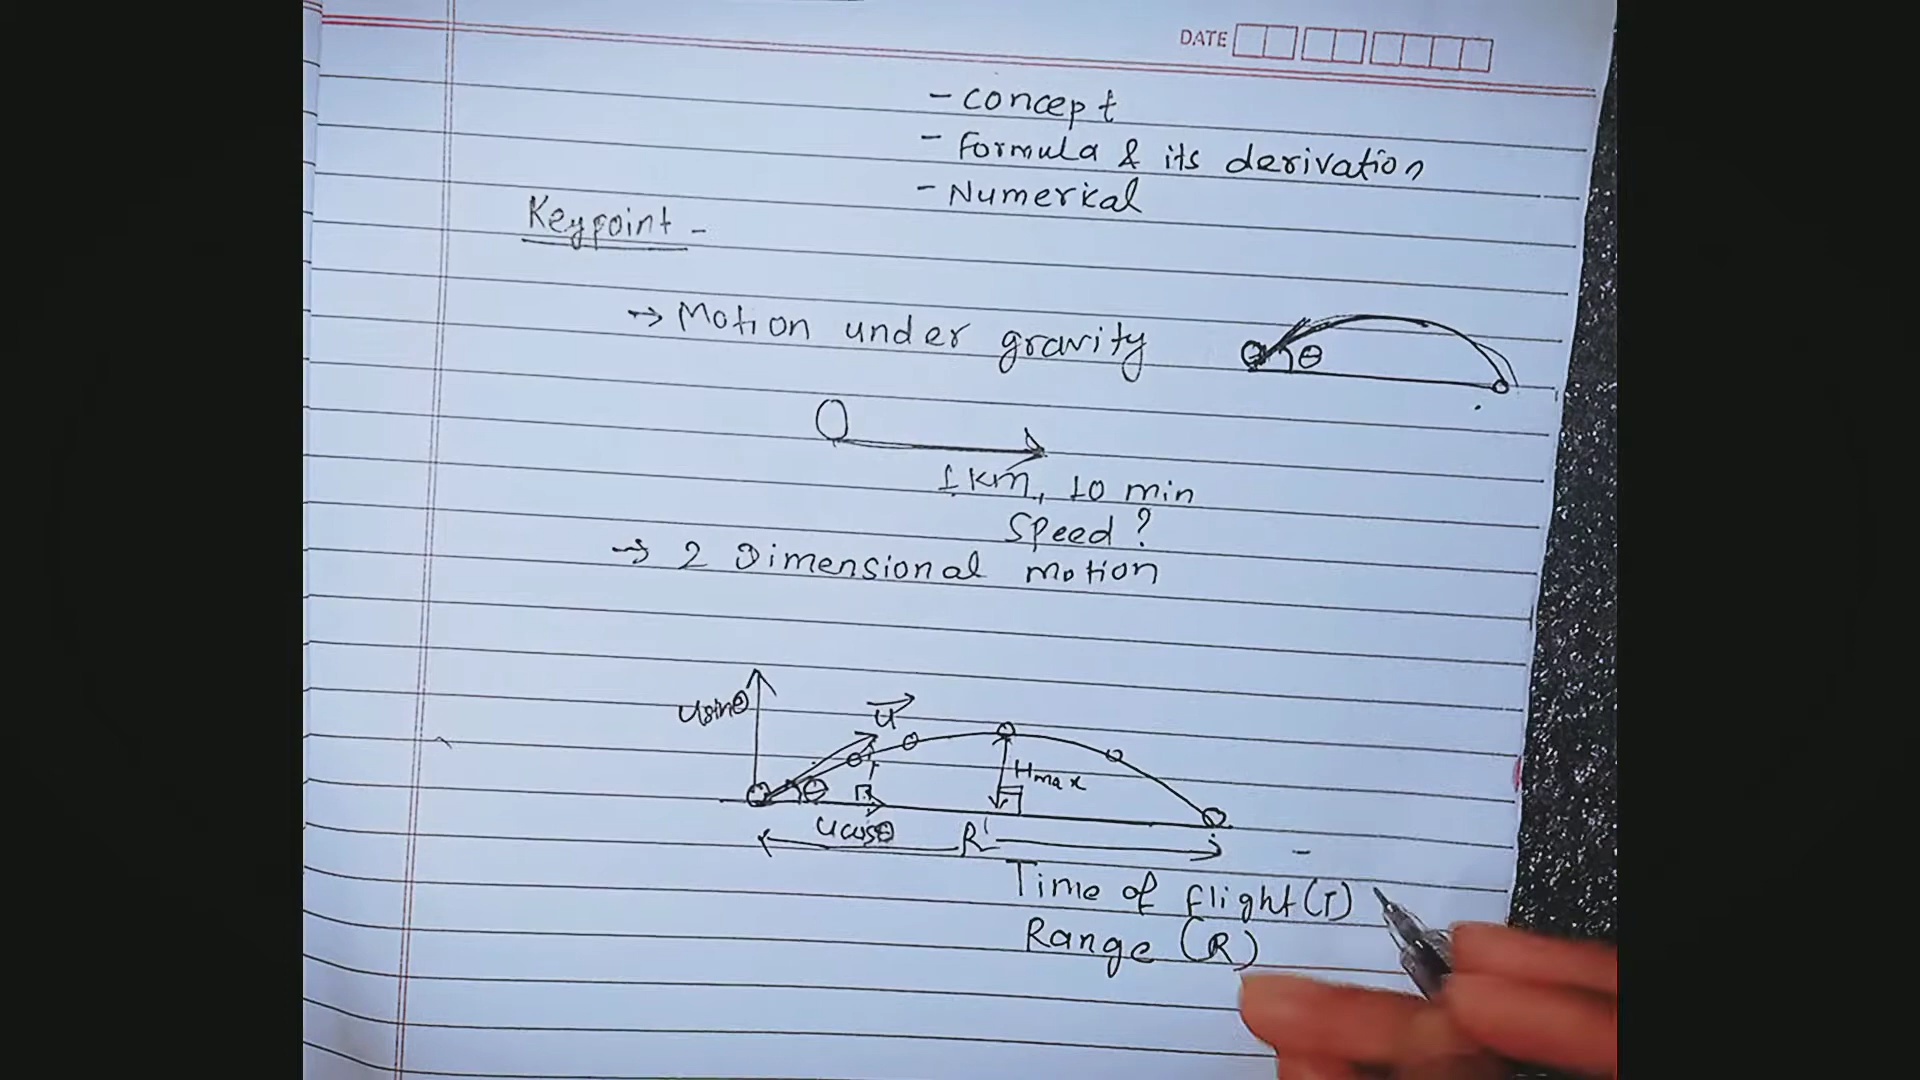 DATE
- concept
- Formula & its derivation
- Numerical
Keypoint -
→ Motion under gravity
θ
1 km, 10 min
Speed ?
→ 2 Dimensional motion
usinθ
u
θ
Hmax
ucosθ
R
Time of flight (T)
Range (R)